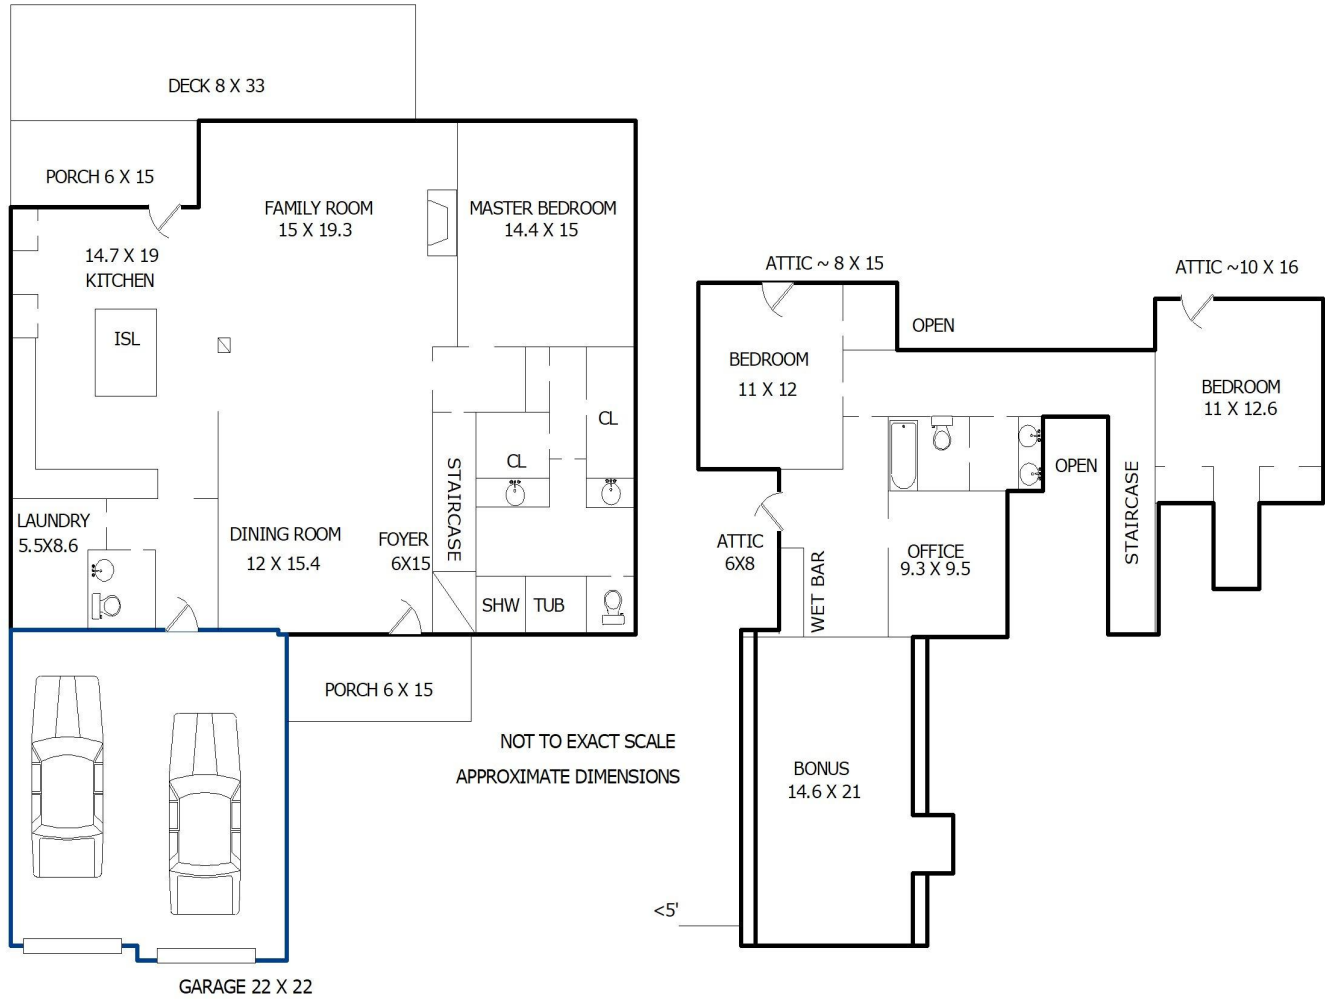 DECK 8 X 33
PORCH 6 X 15
FAMILY ROOM
15 X 19.3
MASTER BEDROOM
14.4 X 15
14.7 X 19
KITCHEN
ISL
CL
CL
STAIRCASE
LAUNDRY
5.5X8.6
DINING ROOM
12 X 15.4
FOYER
6X15
SHW
TUB
PORCH 6 X 15
NOT TO EXACT SCALE
APPROXIMATE DIMENSIONS
GARAGE 22 X 22
ATTIC ~ 8 X 15
ATTIC ~10 X 16
OPEN
BEDROOM
11 X 12
BEDROOM
11 X 12.6
OPEN
STAIRCASE
ATTIC
6X8
WET BAR
OFFICE
9.3 X 9.5
BONUS
14.6 X 21
<5'